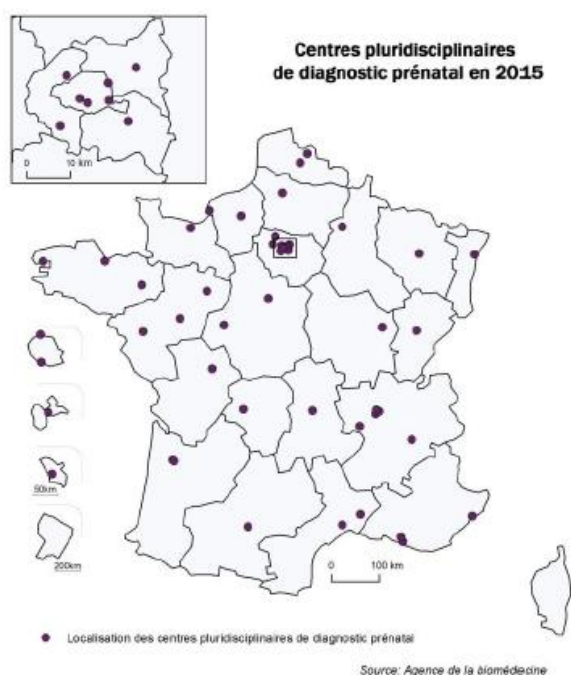 Centres pluridisciplinaires
de diagnostic prénatal en 2015
0 10 km
50km
200km
0 100 km
Localisation des centres pluridisciplinaires de diagnostic prénatal
Source: Agence de la biomédecine